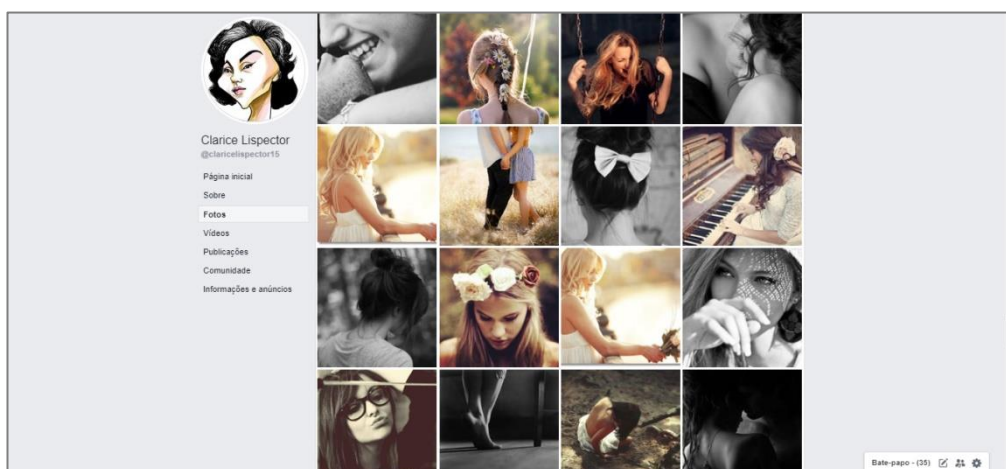 Clarice Lispector
@claricelispector15
Página inicial
Sobre
Fotos
Vídeos
Publicações
Comunidade
Informações e anúncios
Bate-papo - (35)